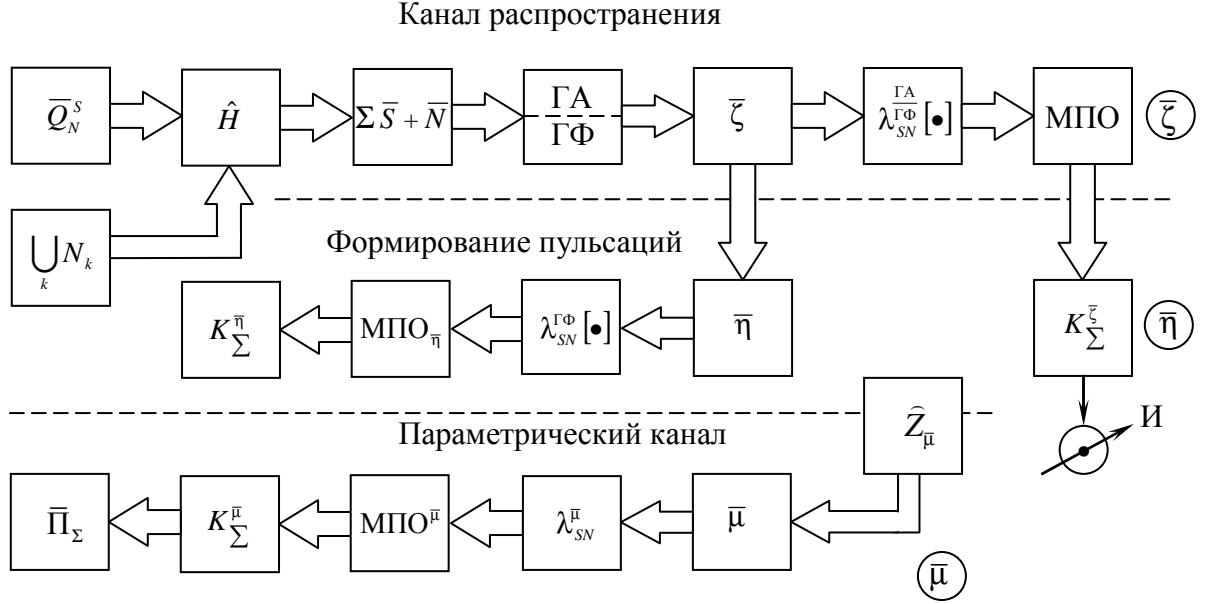 Канал распространения
Q̅_N^S Ĥ Σ S̅ + N̅ ГА ζ̅ λ_SN^(ГА/ГФ)[•] МПО ζ̅
ГФ
⋃_k N_k
Формирование пульсаций
K_Σ^η̅ МПО_η̅ λ_SN^ГФ[•] η̅ K_Σ^ζ̅ η̅
Параметрический канал
Ẑ_μ̅
И
П̅_Σ K_Σ^μ̅ МПО^μ̅ λ_SN^μ̅ μ̅
μ̅